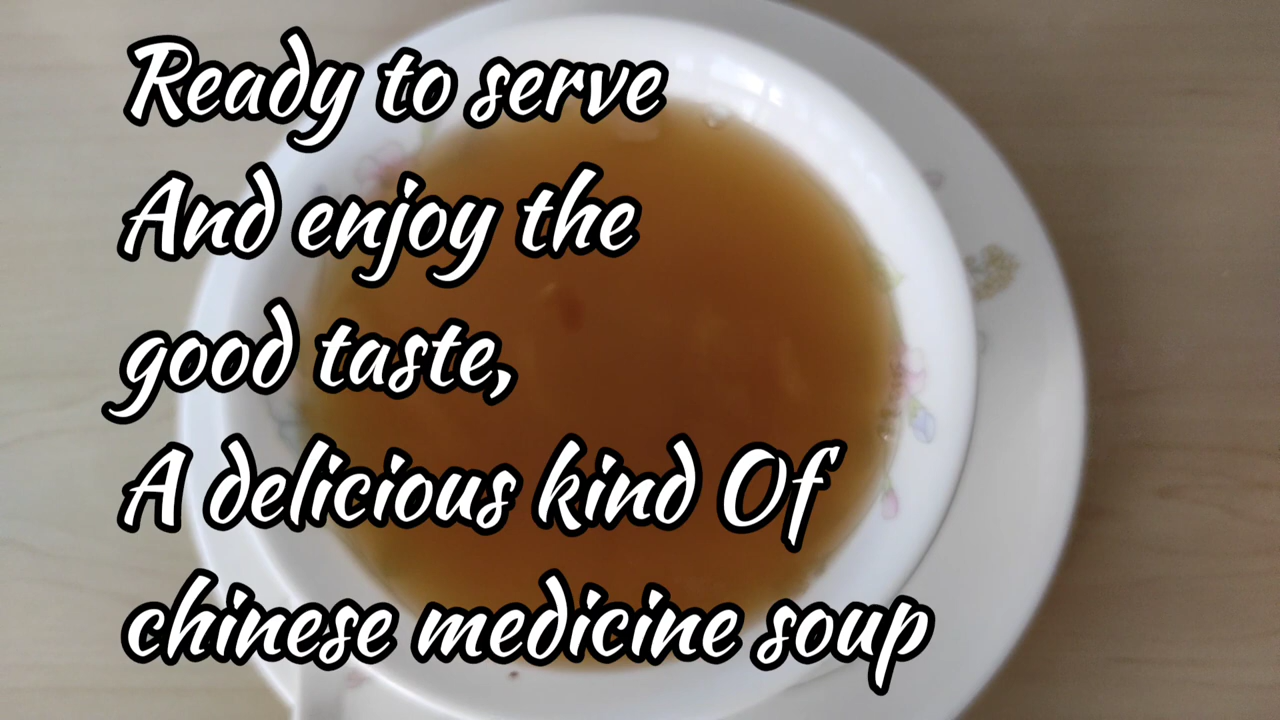 Ready to serve
And enjoy the
good taste,
A delicious kind Of
chinese medicine soup